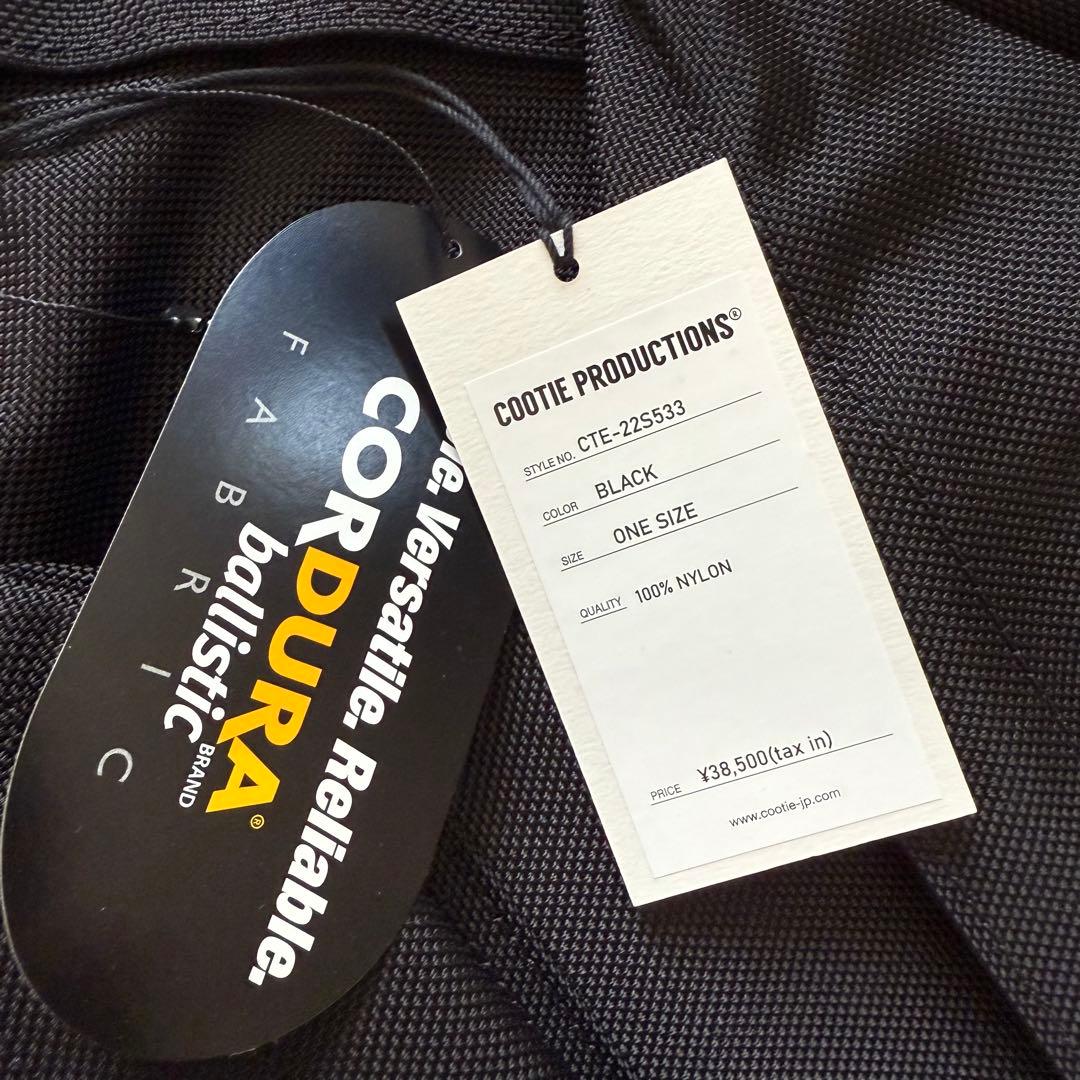 FABRIC
CORDURA®
BRAND
ballistic
Versatile. Reliable.
COOTIE PRODUCTIONS®
STYLE NO. CTE-22S533
COLOR BLACK
SIZE ONE SIZE
QUALITY 100% NYLON
PRICE ¥38,500(tax in)
www.cootie-jp.com